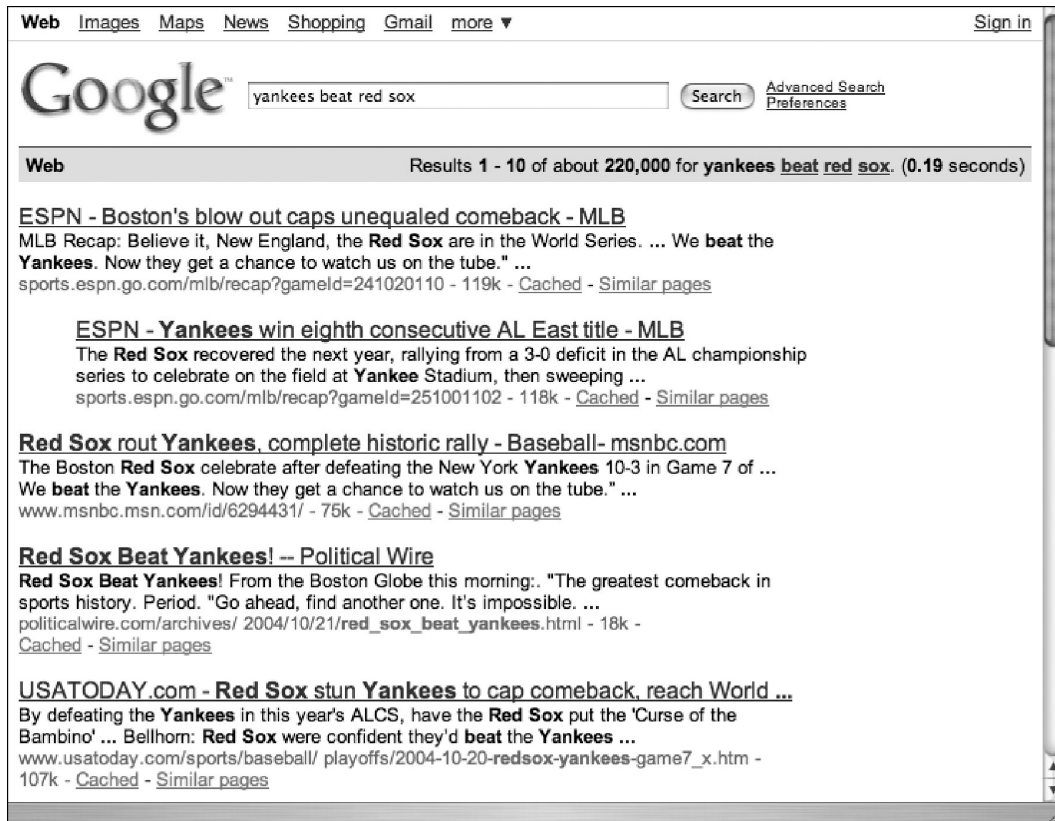 Web Images Maps News Shopping Gmail more ▼ Sign in
Google™ yankees beat red sox Search Advanced Search
Preferences
Web Results 1 - 10 of about 220,000 for yankees beat red sox. (0.19 seconds)
ESPN - Boston's blow out caps unequaled comeback - MLB
MLB Recap: Believe it, New England, the Red Sox are in the World Series. ... We beat the
Yankees. Now they get a chance to watch us on the tube." ...
sports.espn.go.com/mlb/recap?gameId=241020110 - 119k - Cached - Similar pages
ESPN - Yankees win eighth consecutive AL East title - MLB
The Red Sox recovered the next year, rallying from a 3-0 deficit in the AL championship
series to celebrate on the field at Yankee Stadium, then sweeping ...
sports.espn.go.com/mlb/recap?gameId=251001102 - 118k - Cached - Similar pages
Red Sox rout Yankees, complete historic rally - Baseball- msnbc.com
The Boston Red Sox celebrate after defeating the New York Yankees 10-3 in Game 7 of ...
We beat the Yankees. Now they get a chance to watch us on the tube." ...
www.msnbc.msn.com/id/6294431/ - 75k - Cached - Similar pages
Red Sox Beat Yankees! -- Political Wire
Red Sox Beat Yankees! From the Boston Globe this morning:. "The greatest comeback in
sports history. Period. "Go ahead, find another one. It's impossible. ...
politicalwire.com/archives/ 2004/10/21/red_sox_beat_yankees.html - 18k -
Cached - Similar pages
USATODAY.com - Red Sox stun Yankees to cap comeback, reach World ...
By defeating the Yankees in this year's ALCS, have the Red Sox put the 'Curse of the
Bambino' ... Bellhorn: Red Sox were confident they'd beat the Yankees ...
www.usatoday.com/sports/baseball/ playoffs/2004-10-20-redsox-yankees-game7_x.htm -
107k - Cached - Similar pages